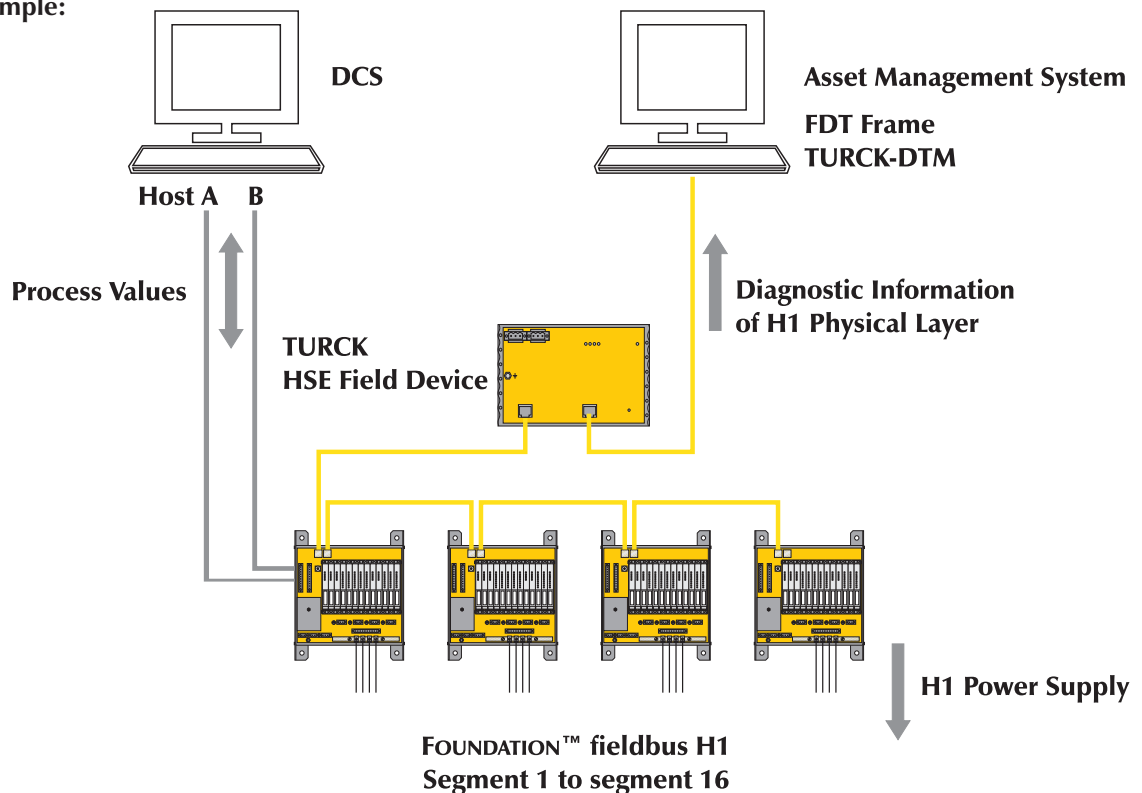 mple:
DCS
Asset Management System
FDT Frame
TURCK-DTM
Host A B
Process Values
Diagnostic Information
of H1 Physical Layer
TURCK
HSE Field Device
H1 Power Supply
FOUNDATION™ fieldbus H1
Segment 1 to segment 16